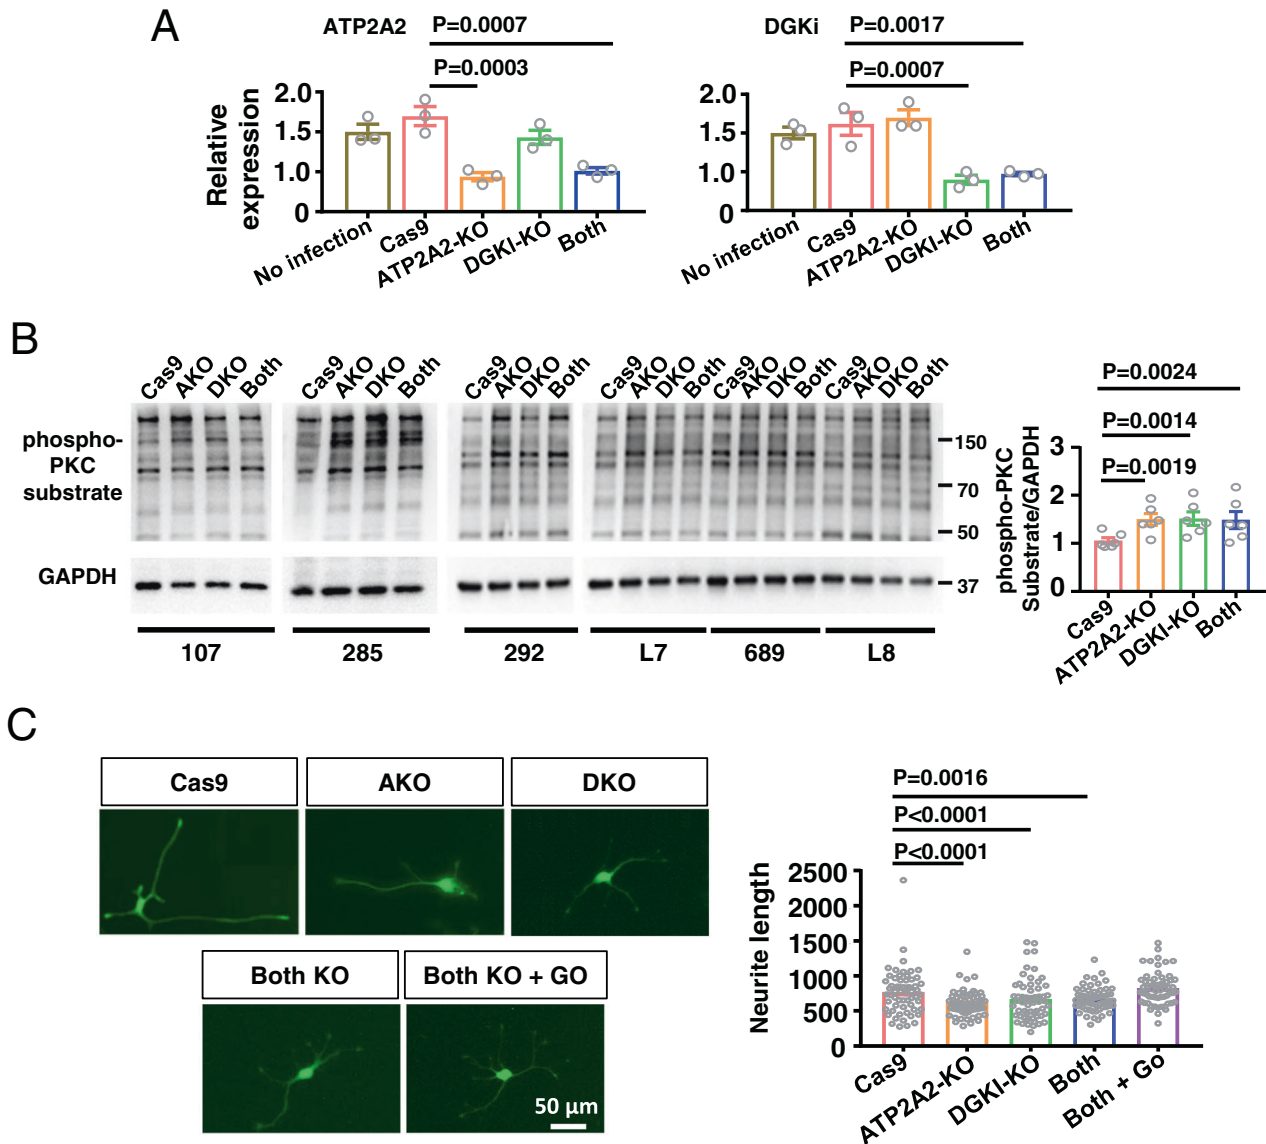 A
ATP2A2
P=0.0007
P=0.0003
Relative
expression
2.0
1.5
1.0
0
No infection
Cas9
ATP2A2-KO
DGKI-KO
Both
DGKi
P=0.0017
P=0.0007
2.0
1.5
1.0
0
No infection
Cas9
ATP2A2-KO
DGKI-KO
Both
B
Cas9 AKO DKO Both Cas9 AKO DKO Both Cas9 AKO DKO Both Cas9 AKO DKO Both Cas9 AKO DKO Both Cas9 AKO DKO Both
phospho-
PKC
substrate
150
70
50
GAPDH
37
107 285 292 L7 689 L8
P=0.0024
P=0.0014
P=0.0019
phospho-PKC
Substrate/GAPDH
3
2
1
0
Cas9
ATP2A2-KO
DGKI-KO
Both
C
Cas9
AKO
DKO
Both KO
Both KO + GO
50 µm
P=0.0016
P<0.0001
P<0.0001
Neurite length
2500
2000
1500
1000
500
0
Cas9
ATP2A2-KO
DGKI-KO
Both
Both + Go